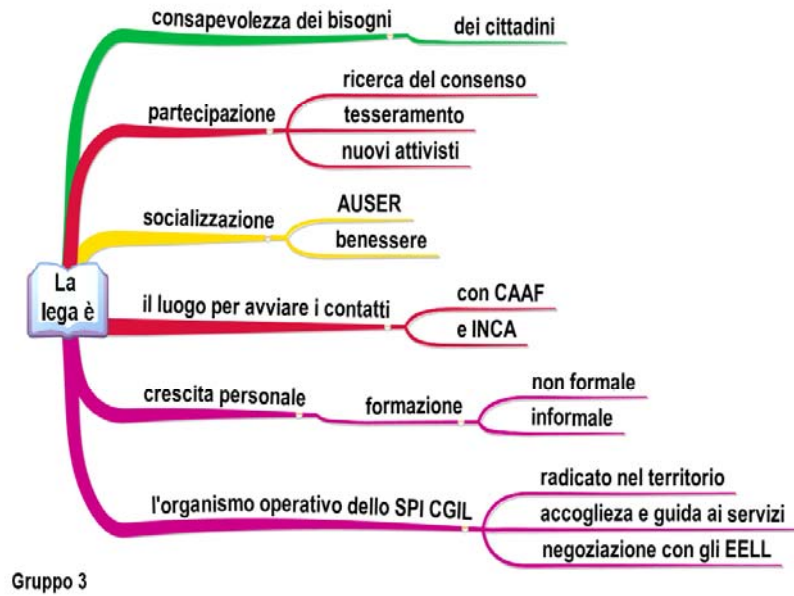 consapevolezza dei bisogni
dei cittadini
partecipazione
ricerca del consenso
tesseramento
nuovi attivisti
socializzazione
AUSER
benessere
La
lega è
il luogo per avviare i contatti
con CAAF
e INCA
crescita personale
formazione
non formale
informale
l'organismo operativo dello SPI CGIL
radicato nel territorio
accoglieza e guida ai servizi
negoziazione con gli EELL
Gruppo 3